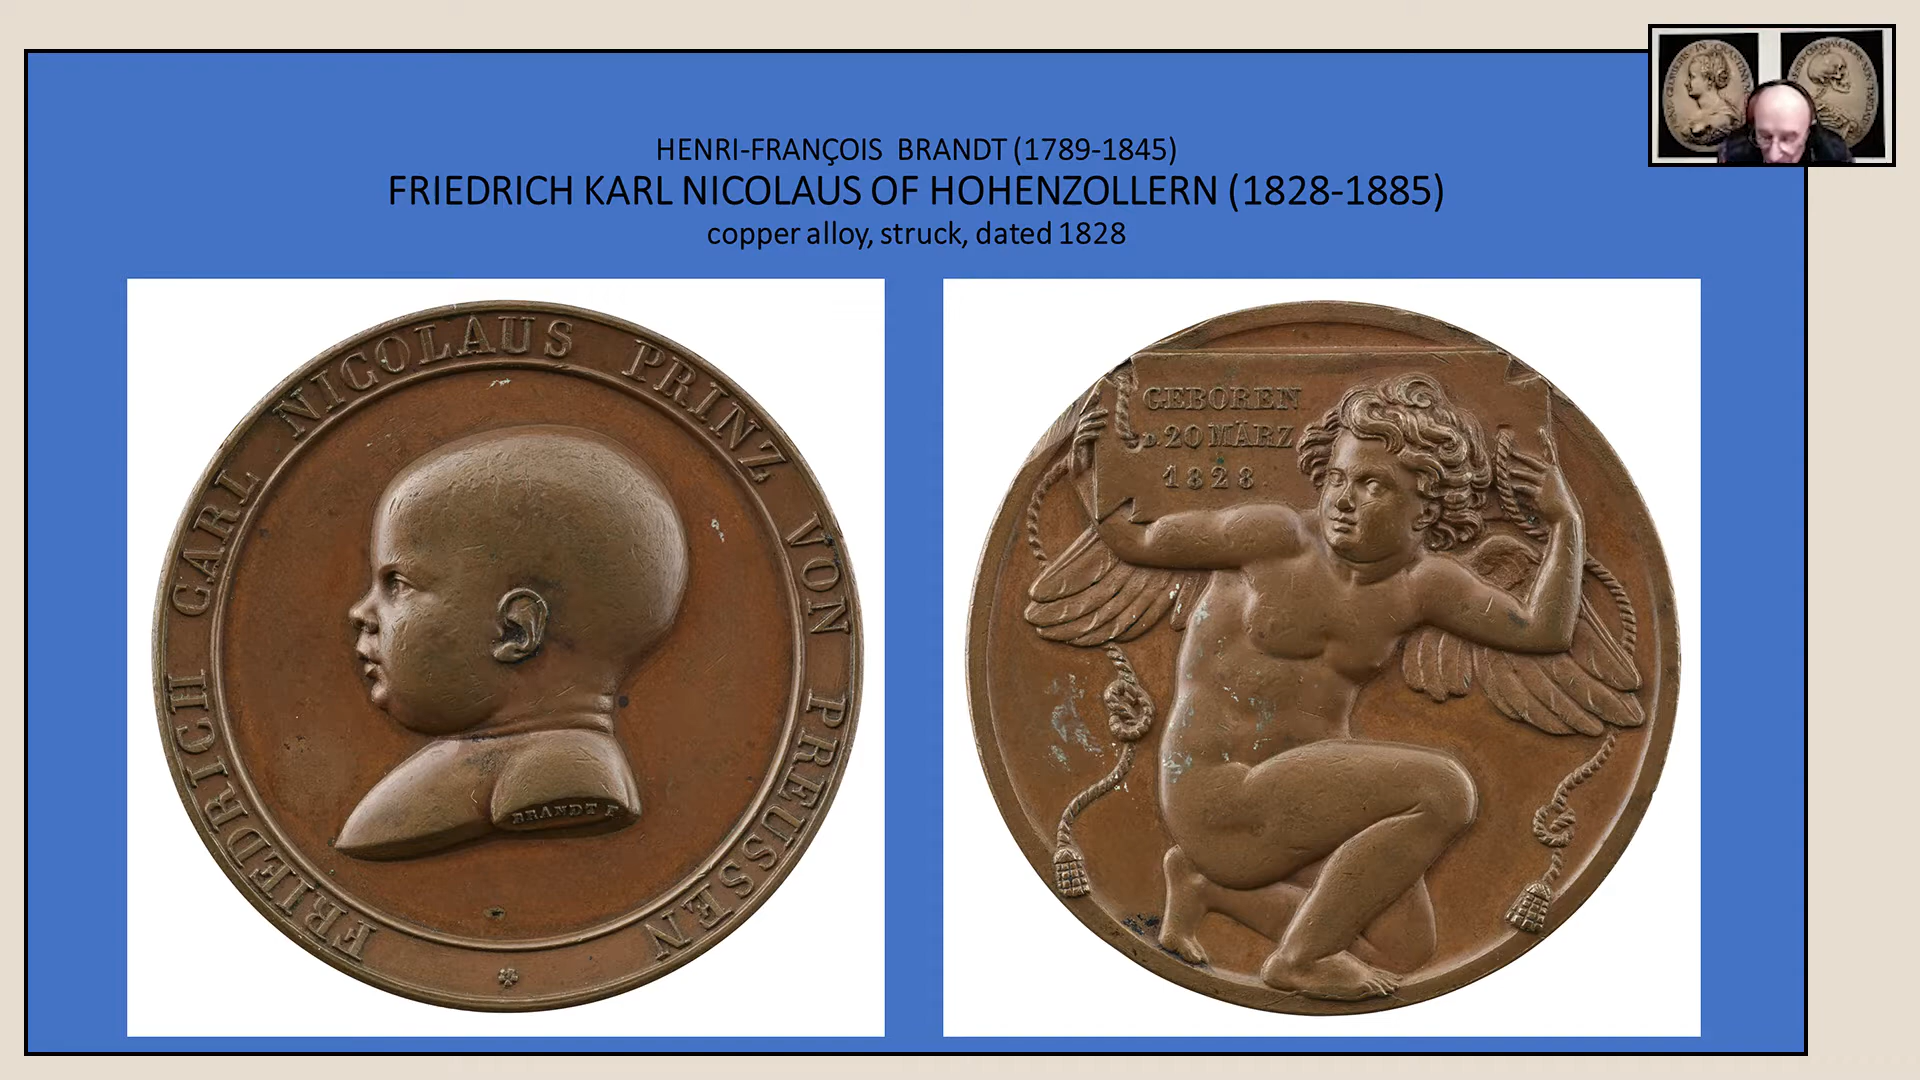 HENRI-FRANÇOIS BRANDT (1789-1845)
FRIEDRICH KARL NICOLAUS OF HOHENZOLLERN (1828-1885)
copper alloy, struck, dated 1828
FRIEDRICH CARL NICOLAUS PRINZ VON PREUSSEN
BRANDT F
GEBOREN
D. 20 MÄRZ
1828.